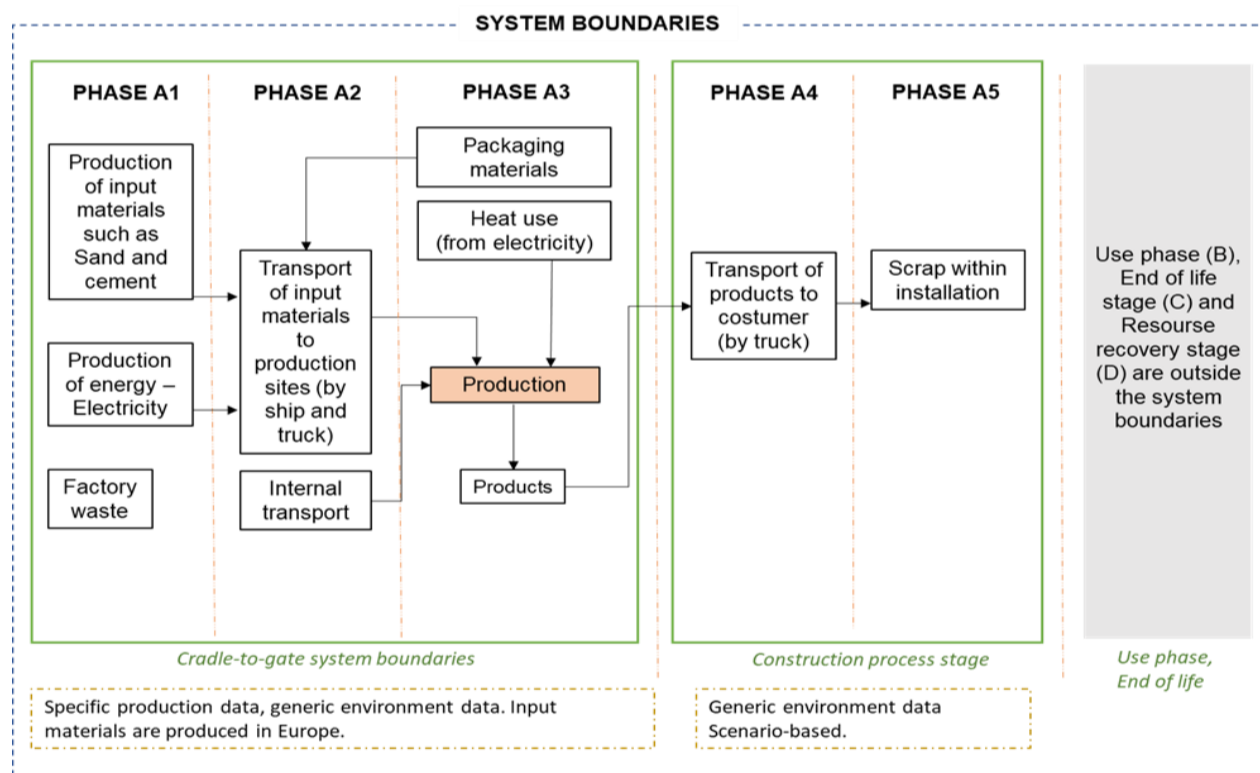 SYSTEM BOUNDARIES
PHASE A1
Production
of input
materials
such as
Sand and
cement
Production
of energy –
Electricity
Factory
waste
PHASE A2
Transport
of input
materials
to
production
sites (by
ship and
truck)
Internal
transport
PHASE A3
Packaging
materials
Heat use
(from electricity)
Production
Products
Cradle-to-gate system boundaries
Specific production data, generic environment data. Input
materials are produced in Europe.
PHASE A4
Transport of
products to
costumer
(by truck)
PHASE A5
Scrap within
installation
Construction process stage
Generic environment data
Scenario-based.
Use phase (B),
End of life
stage (C) and
Resourse
recovery stage
(D) are outside
the system
boundaries
Use phase,
End of life